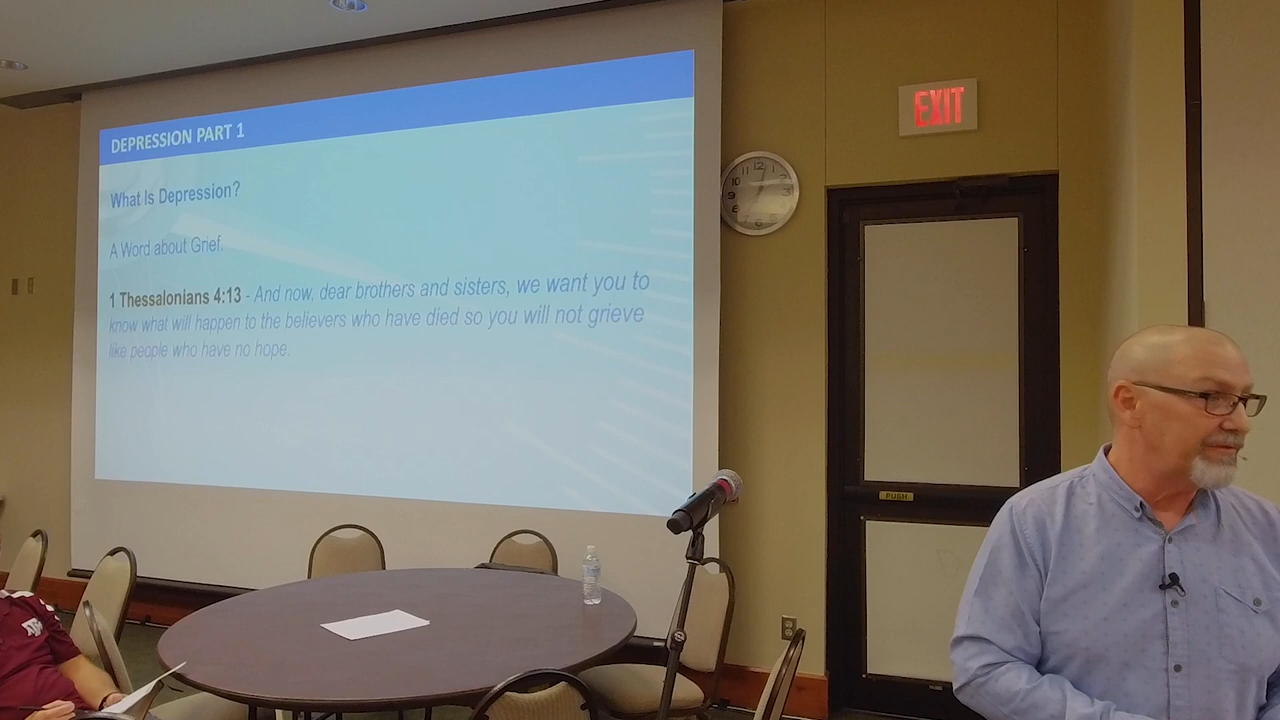 DEPRESSION PART 1
What Is Depression?
A Word about Grief.
1 Thessalonians 4:13 - And now, dear brothers and sisters, we want you to
know what will happen to the believers who have died so you will not grieve
like people who have no hope.
EXIT
PUSH